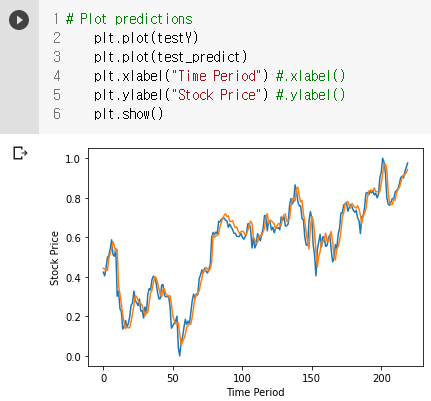 1 # Plot predictions
2 plt.plot(testY)
3 plt.plot(test_predict)
4 plt.xlabel("Time Period") #.xlabel()
5 plt.ylabel("Stock Price") #.ylabel()
6 plt.show()
1.0
0.8
0.6
0.4
0.2
0.0
Stock Price
0 50 100 150 200
Time Period